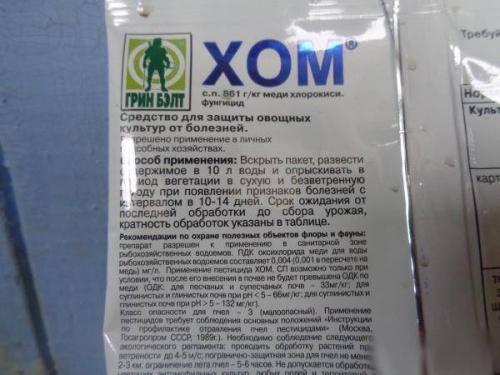 ХОМ®
ГРИН БЭЛТ
с.п. 861 г/кг меди хлорокиси.
фунгицид
Средство для защиты овощных
культур от болезней.
Разрешено применение в личных
подсобных хозяйствах.
Способ применения: Вскрыть пакет, развести
содержимое в 10 л воды и опрыскивать в
период вегетации в сухую и безветренную
погоду при появлении признаков болезней с
интервалом в 10-14 дней. Срок ожидания от
последней обработки до сбора урожая,
кратность обработок указаны в таблице.
Рекомендации по охране полезных объектов флоры и фауны:
препарат разрешен к применению в санитарной зоне
рыбохозяйственных водоемов. ПДК оксихлорида меди для воды
рыбохозяйственных водоемов составляет 0,004 (0,001 в пересчете на
медь) мг/л. Применение пестицида ХОМ, СП возможно только при
условии, что после его внесения в почве не будет превышено ОДК по
меди (ОДК: для песчаных и супесчаных почв – 33мг/кг; для
суглинистых и глинистых почв при pH < 5 – 66мг/кг; для суглинистых и
глинистых почв при pH > 5 – 132 мг/кг).
Класс опасности для пчел – 3 (малоопасный). Применение
пестицидов требует соблюдения основных положений «Инструкции
по профилактике отравления пчел пестицидами» (Москва,
Госагропром СССР, 1989г.). Необходимо соблюдение следующего
экологического регламента: проводить обработку растений при
ветренности до 4-5 м/с; погранично-защитная зона для пчел не менее
2-3 км; ограничение лета пчел – 5-6 часов. Не допускается обработка
Культ
карт